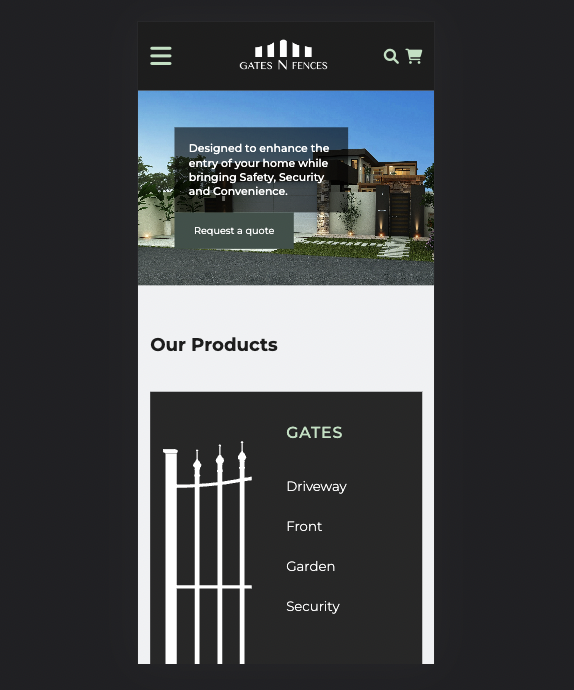 GATES N FENCES
Designed to enhance the
entry of your home while
bringing Safety, Security
and Convenience.
Request a quote
Our Products
GATES
Driveway
Front
Garden
Security